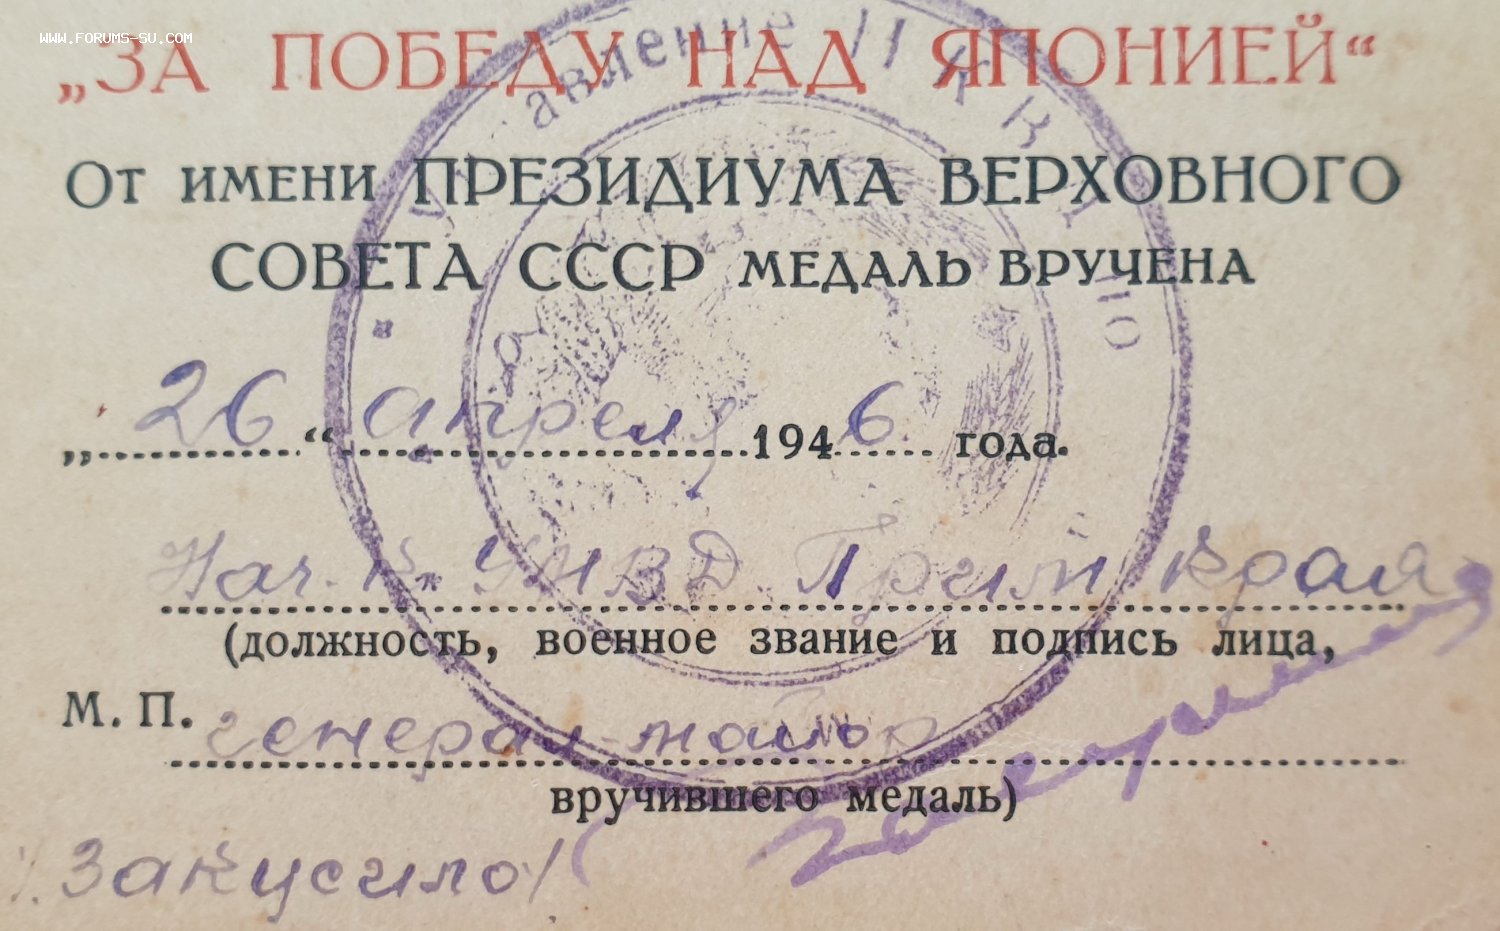 WWW.FORUMS-SU.COM
„ЗА ПОБЕДУ НАД ЯПОНИЕЙ“
От имени ПРЕЗИДИУМА ВЕРХОВНОГО
СОВЕТА СССР МЕДАЛЬ ВРУЧЕНА
„26“ апреля 1946 года.
Нач. УМВД Прим края
(должность, военное звание и подпись лица,
М. П. генерал-майор
вручившего медаль)
/Закусило/